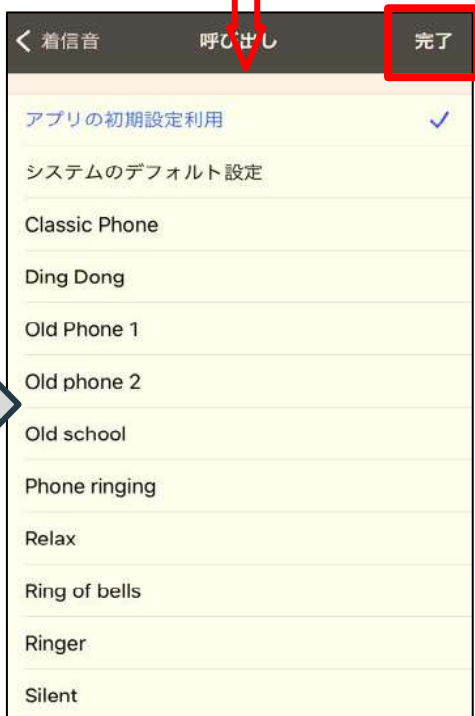 着信音 呼び出し 完了
アプリの初期設定利用
システムのデフォルト設定
Classic Phone
Ding Dong
Old Phone 1
Old phone 2
Old school
Phone ringing
Relax
Ring of bells
Ringer
Silent